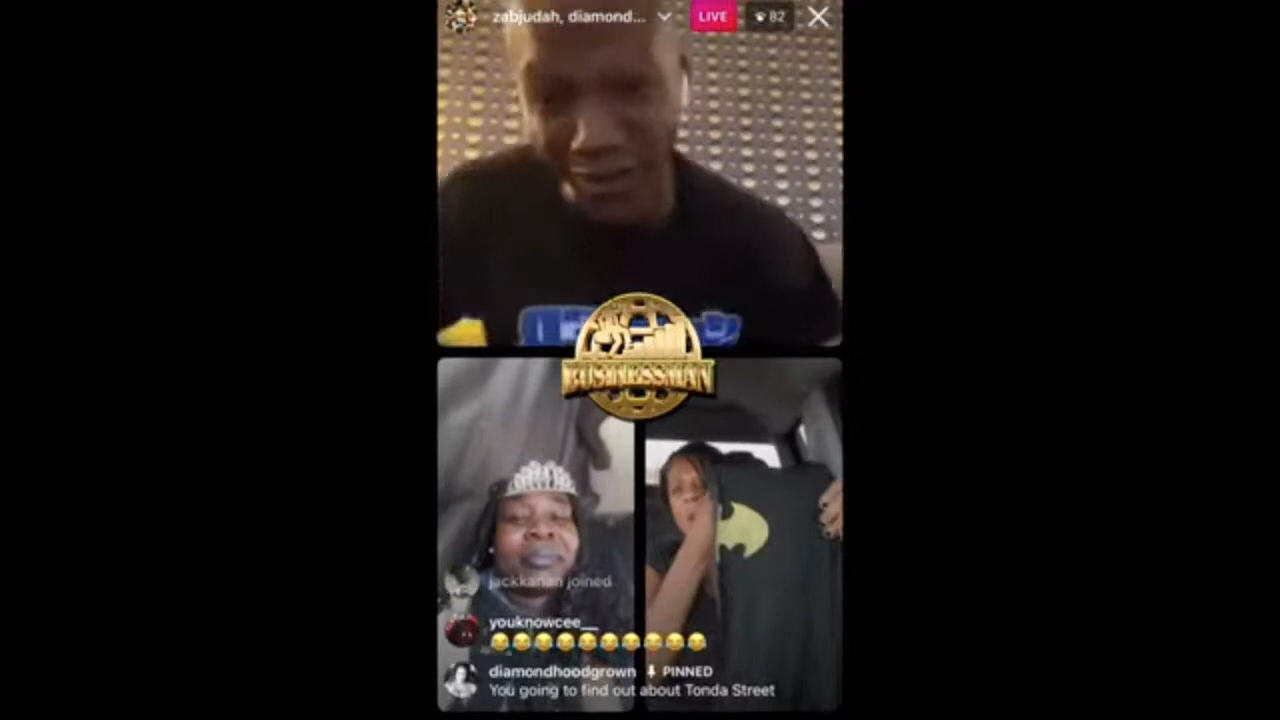 zabjudah, diamond...
LIVE
82
BUSINESSMAN
jackkanan joined
youknowcee__
😂😂😂😂😂😂😂😂😂😂
diamondhoodgrown PINNED
You going to find out about Tonda Street